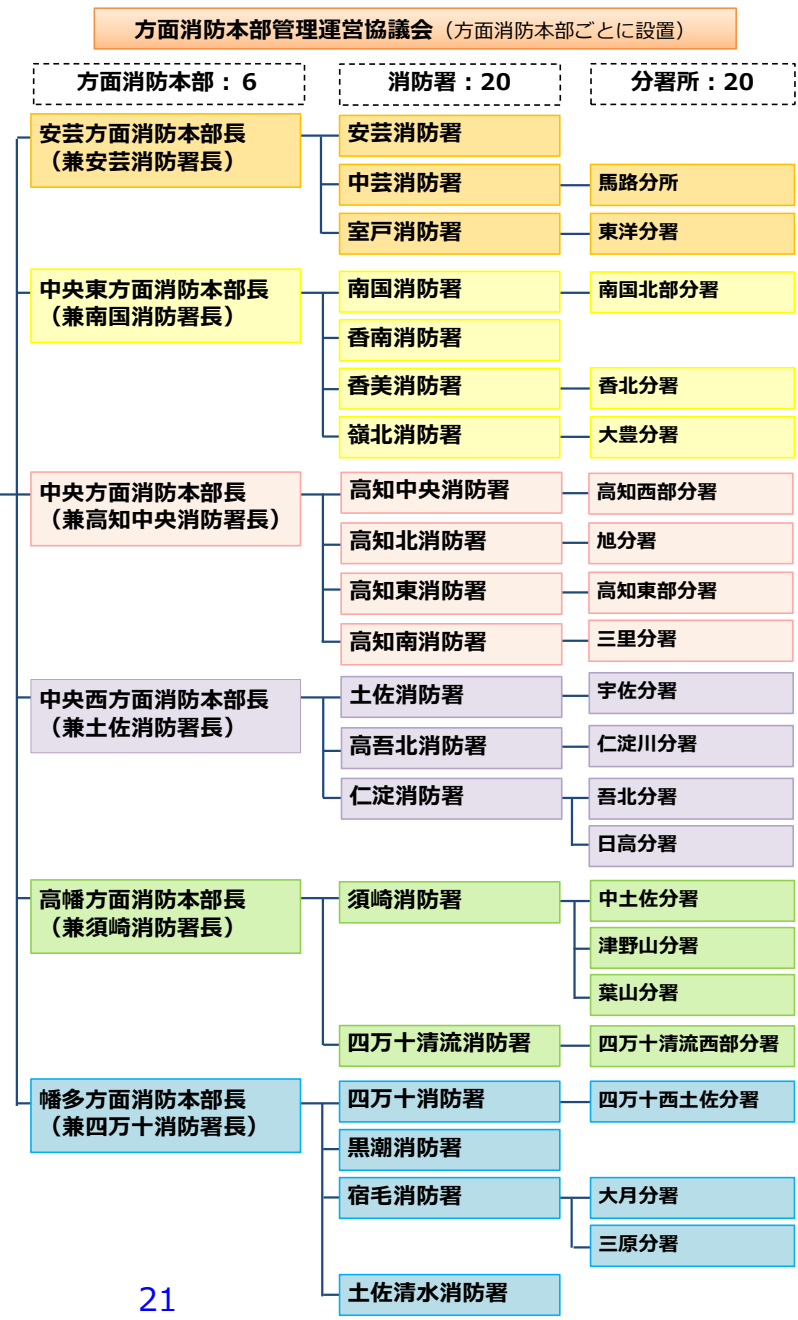 方面消防本部管理運営協議会（方面消防本部ごとに設置）
方面消防本部：6
消防署：20
分署所：20
安芸方面消防本部長
（兼安芸消防署長）
安芸消防署
中芸消防署
馬路分所
室戸消防署
東洋分署
中央東方面消防本部長
（兼南国消防署長）
南国消防署
南国北部分署
香南消防署
香美消防署
香北分署
嶺北消防署
大豊分署
中央方面消防本部長
（兼高知中央消防署長）
高知中央消防署
高知西部分署
高知北消防署
旭分署
高知東消防署
高知東部分署
高知南消防署
三里分署
中央西方面消防本部長
（兼土佐消防署長）
土佐消防署
宇佐分署
高吾北消防署
仁淀川分署
仁淀消防署
吾北分署
日高分署
高幡方面消防本部長
（兼須崎消防署長）
須崎消防署
中土佐分署
津野山分署
葉山分署
四万十清流消防署
四万十清流西部分署
幡多方面消防本部長
（兼四万十消防署長）
四万十消防署
四万十西土佐分署
黒潮消防署
宿毛消防署
大月分署
三原分署
土佐清水消防署
21